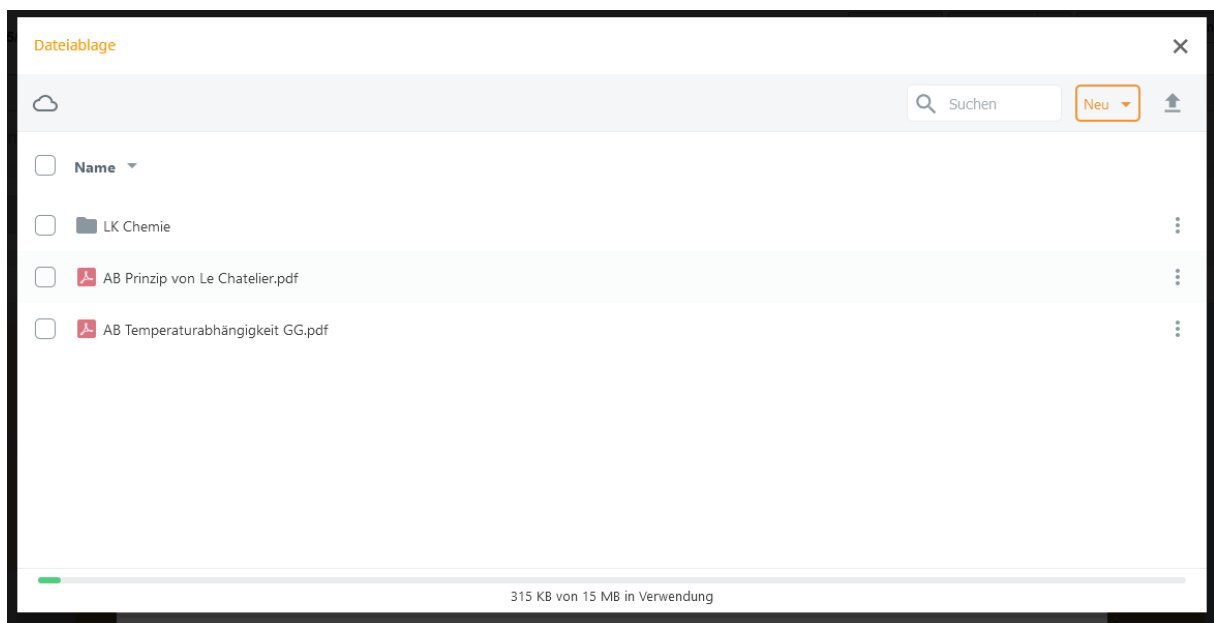 Dateiablage
Suchen
Neu
Name
LK Chemie
AB Prinzip von Le Chatelier.pdf
AB Temperaturabhängigkeit GG.pdf
315 KB von 15 MB in Verwendung